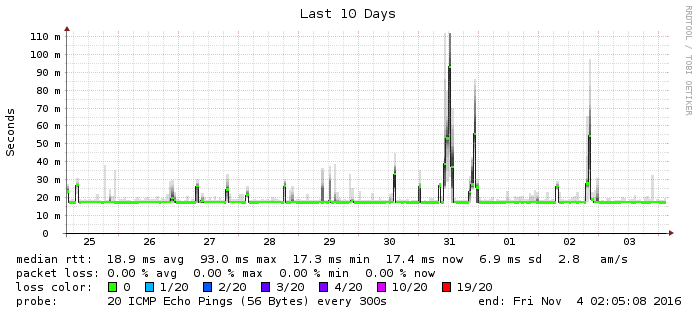 Last 10 Days
RRDTOOL / TOBI OETIKER
Seconds
110 m
100 m
90 m
80 m
70 m
60 m
50 m
40 m
30 m
20 m
10 m
0
25 26 27 28 29 30 31 01 02 03
median rtt: 18.9 ms avg 93.0 ms max 17.3 ms min 17.4 ms now 6.9 ms sd 2.8 am/s
packet loss: 0.00 % avg 0.00 % max 0.00 % min 0.00 % now
loss color: 0 1/20 2/20 3/20 4/20 10/20 19/20
probe: 20 ICMP Echo Pings (56 Bytes) every 300s end: Fri Nov 4 02:05:08 2016